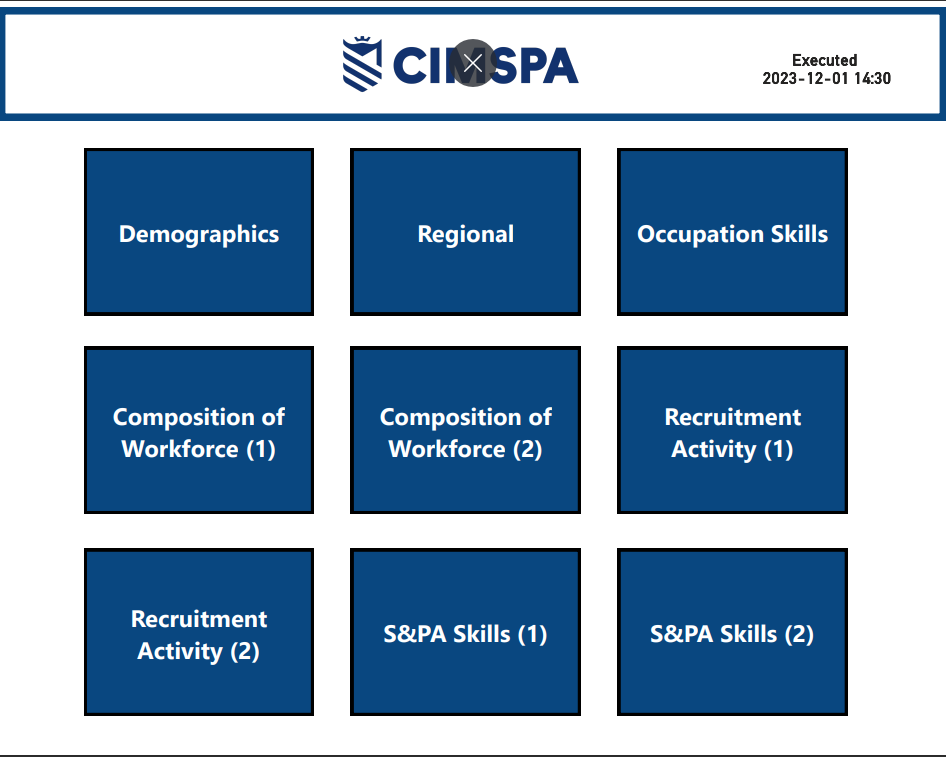 CIMSPA
Executed
2023-12-01 14:30
Demographics
Regional
Occupation Skills
Composition of
Workforce (1)
Composition of
Workforce (2)
Recruitment
Activity (1)
Recruitment
Activity (2)
S&PA Skills (1)
S&PA Skills (2)